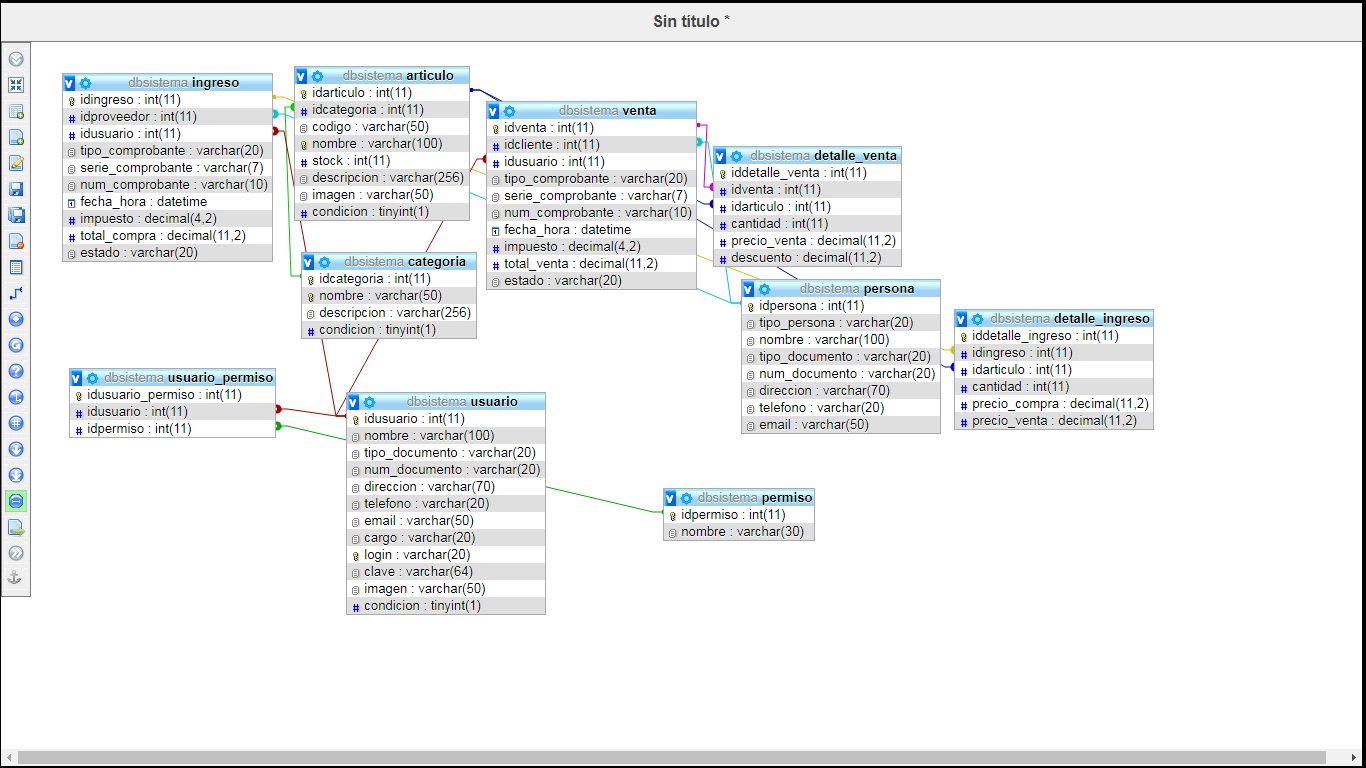 Sin título *
dbsistema ingreso
idingreso : int(11)
idproveedor : int(11)
idusuario : int(11)
tipo_comprobante : varchar(20)
serie_comprobante : varchar(7)
num_comprobante : varchar(10)
fecha_hora : datetime
impuesto : decimal(4,2)
total_compra : decimal(11,2)
estado : varchar(20)
dbsistema articulo
idarticulo : int(11)
idcategoria : int(11)
codigo : varchar(50)
nombre : varchar(100)
stock : int(11)
descripcion : varchar(256)
imagen : varchar(50)
condicion : tinyint(1)
dbsistema venta
idventa : int(11)
idcliente : int(11)
idusuario : int(11)
tipo_comprobante : varchar(20)
serie_comprobante : varchar(7)
num_comprobante : varchar(10)
fecha_hora : datetime
impuesto : decimal(4,2)
total_venta : decimal(11,2)
estado : varchar(20)
dbsistema detalle_venta
iddetalle_venta : int(11)
idventa : int(11)
idarticulo : int(11)
cantidad : int(11)
precio_venta : decimal(11,2)
descuento : decimal(11,2)
dbsistema categoria
idcategoria : int(11)
nombre : varchar(50)
descripcion : varchar(256)
condicion : tinyint(1)
dbsistema persona
idpersona : int(11)
tipo_persona : varchar(20)
nombre : varchar(100)
tipo_documento : varchar(20)
num_documento : varchar(20)
direccion : varchar(70)
telefono : varchar(20)
email : varchar(50)
dbsistema detalle_ingreso
iddetalle_ingreso : int(11)
idingreso : int(11)
idarticulo : int(11)
cantidad : int(11)
precio_compra : decimal(11,2)
precio_venta : decimal(11,2)
dbsistema usuario_permiso
idusuario_permiso : int(11)
idusuario : int(11)
idpermiso : int(11)
dbsistema usuario
idusuario : int(11)
nombre : varchar(100)
tipo_documento : varchar(20)
num_documento : varchar(20)
direccion : varchar(70)
telefono : varchar(20)
email : varchar(50)
cargo : varchar(20)
login : varchar(20)
clave : varchar(64)
imagen : varchar(50)
condicion : tinyint(1)
dbsistema permiso
idpermiso : int(11)
nombre : varchar(30)